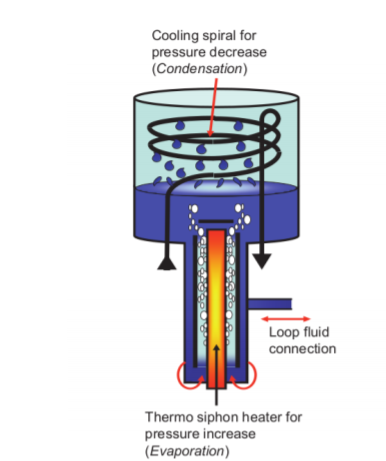 Cooling spiral for
pressure decrease
(Condensation)
Loop fluid
connection
Thermo siphon heater for
pressure increase
(Evaporation)